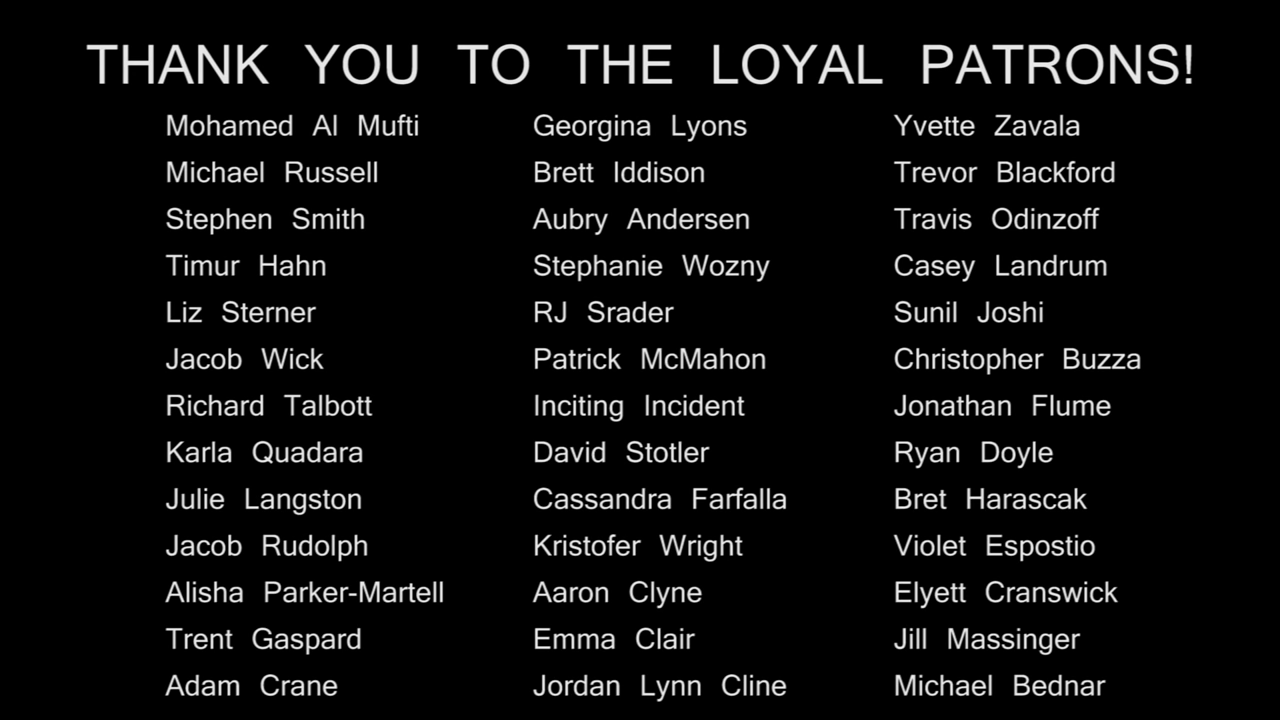 THANK YOU TO THE LOYAL PATRONS!
Mohamed Al Mufti
Michael Russell
Stephen Smith
Timur Hahn
Liz Sterner
Jacob Wick
Richard Talbott
Karla Quadara
Julie Langston
Jacob Rudolph
Alisha Parker-Martell
Trent Gaspard
Adam Crane
Georgina Lyons
Brett Iddison
Aubry Andersen
Stephanie Wozny
RJ Srader
Patrick McMahon
Inciting Incident
David Stotler
Cassandra Farfalla
Kristofer Wright
Aaron Clyne
Emma Clair
Jordan Lynn Cline
Yvette Zavala
Trevor Blackford
Travis Odinzoff
Casey Landrum
Sunil Joshi
Christopher Buzza
Jonathan Flume
Ryan Doyle
Bret Harascak
Violet Espostio
Elyett Cranswick
Jill Massinger
Michael Bednar